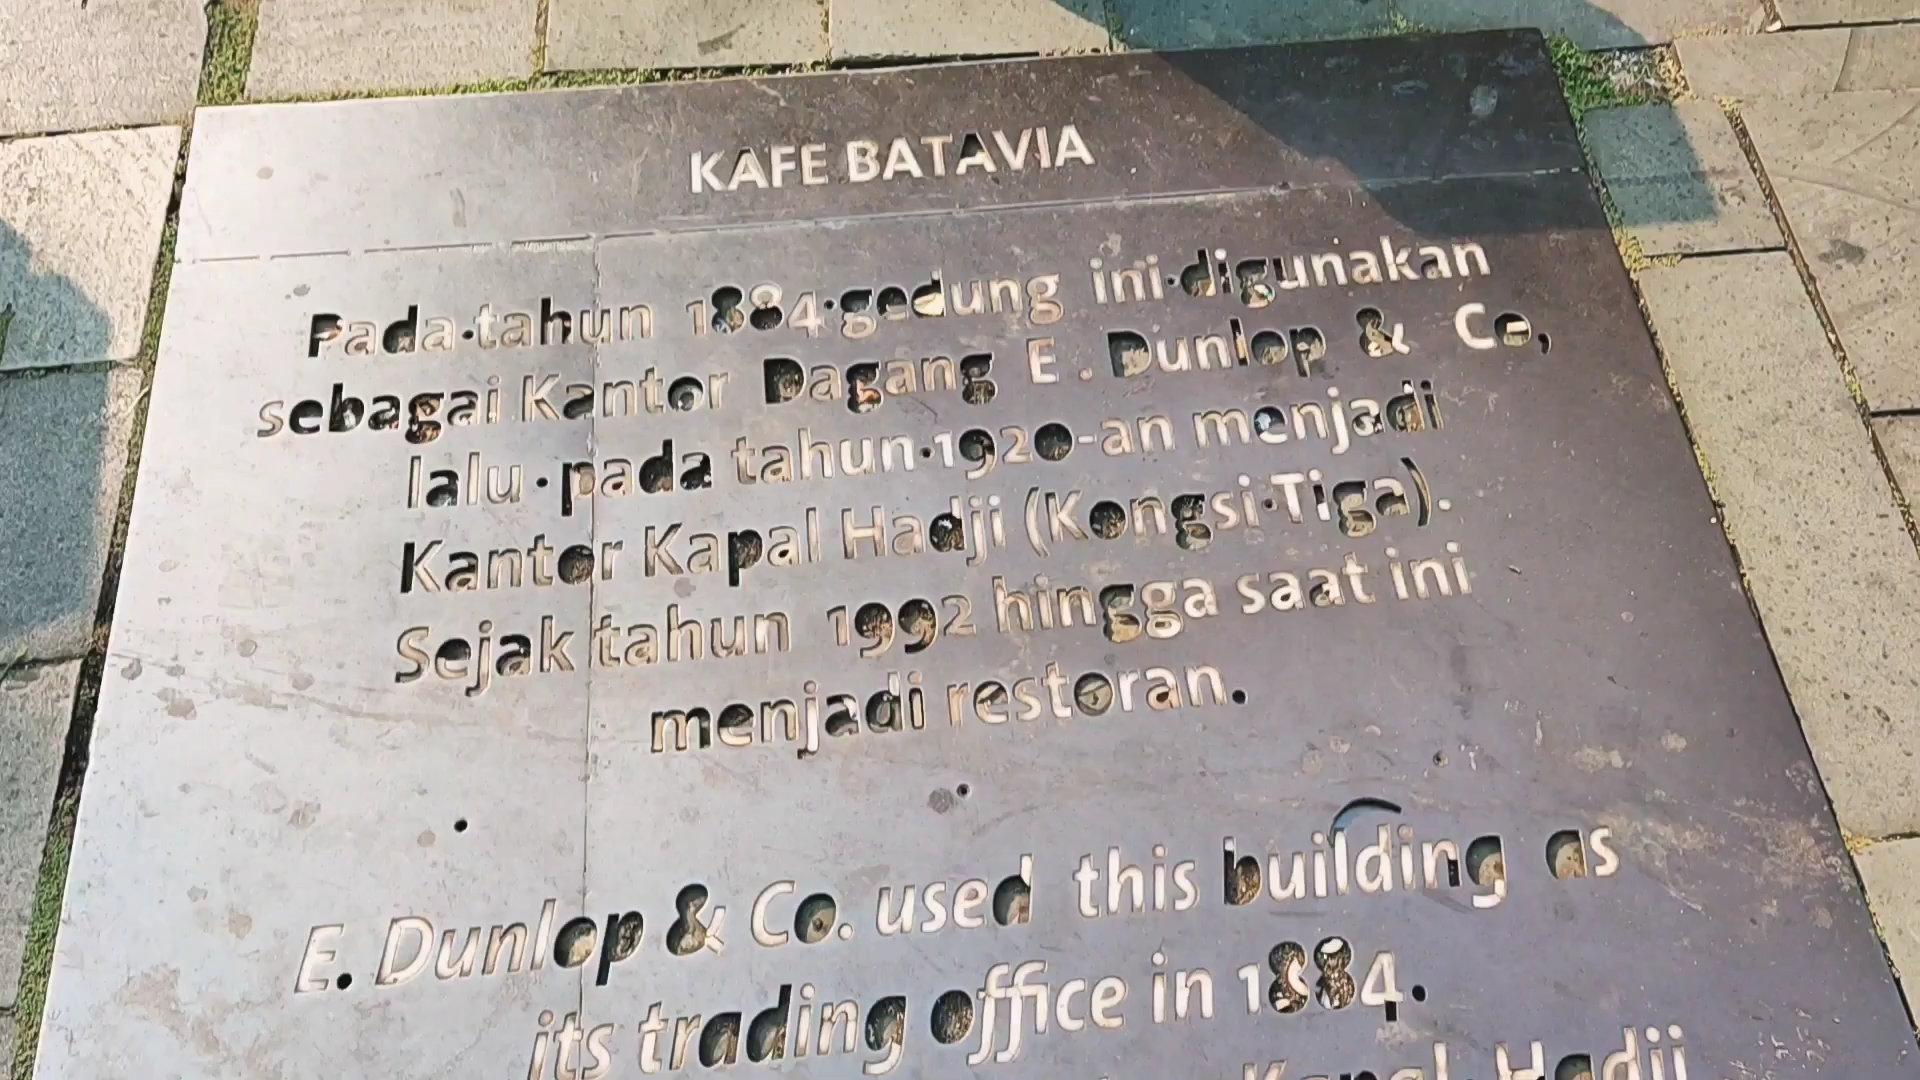 KAFE BATAVIA
Pada tahun 1884 gedung ini digunakan
sebagai Kantor Dagang E. Dunlop & Co,
lalu pada tahun 1920-an menjadi
Kantor Kapal Hadji (Kongsi Tiga).
Sejak tahun 1992 hingga saat ini
menjadi restoran.
E. Dunlop & Co. used this building as
its trading office in 1884.
Kapal Hadji